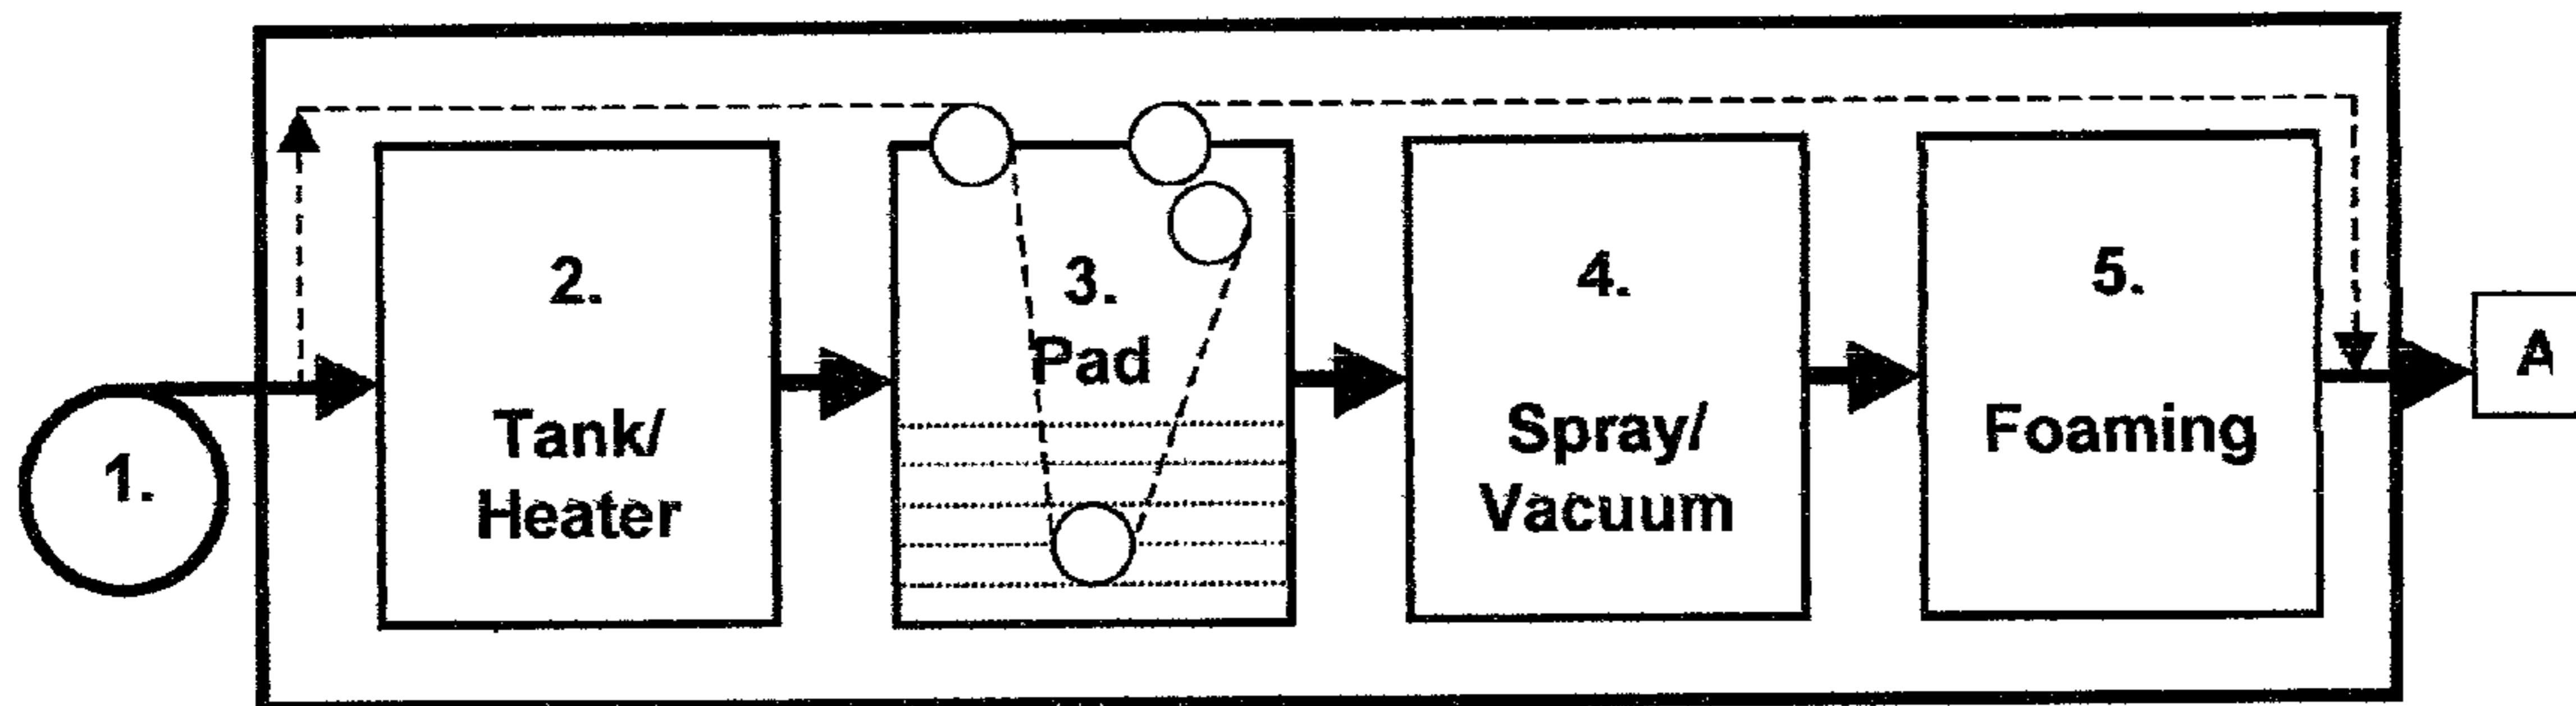 1.
2.
Tank/
Heater
3.
Pad
4.
Spray/
Vacuum
5.
Foaming
A